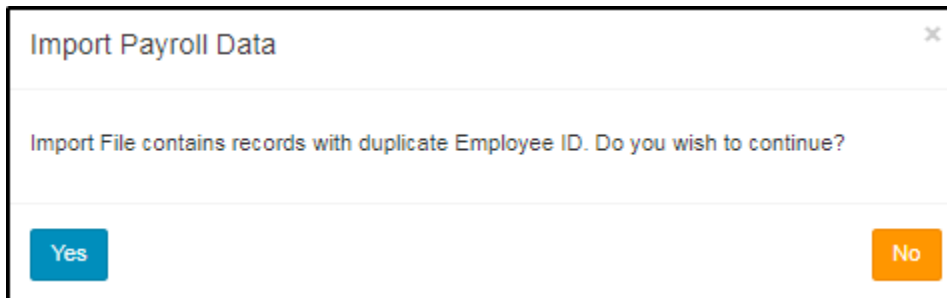 Import Payroll Data
×
Import File contains records with duplicate Employee ID. Do you wish to continue?
Yes
No